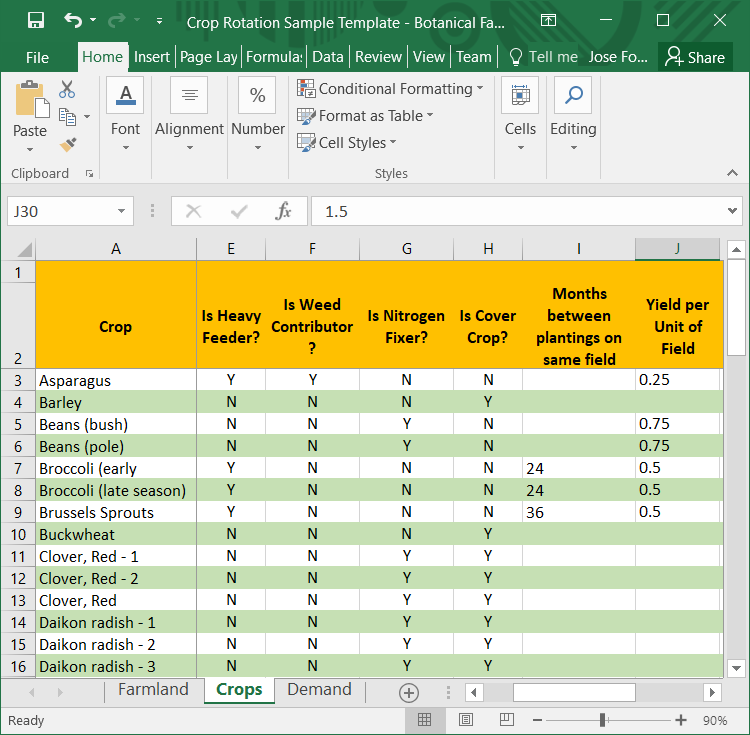 Crop Rotation Sample Template - Botanical Fa...
File Home Insert Page Lay Formula: Data Review View Team Tell me Jose Fo... Share
Paste
Clipboard
A
Font
Alignment
%
Number
Conditional Formatting
Format as Table
Cell Styles
Styles
Cells
Editing
J30 fx 1.5
A E F G H I J
1
2 Crop Is Heavy Feeder? Is Weed Contributor ? Is Nitrogen Fixer? Is Cover Crop? Months between plantings on same field Yield per Unit of Field
3 Asparagus Y Y N N 0.25
4 Barley N N N Y
5 Beans (bush) N N Y N 0.75
6 Beans (pole) N N Y N 0.75
7 Broccoli (early Y N N N 24 0.5
8 Broccoli (late season) Y N N N 24 0.5
9 Brussels Sprouts Y N N N 36 0.5
10 Buckwheat N N N Y
11 Clover, Red - 1 N N Y Y
12 Clover, Red - 2 N N Y Y
13 Clover, Red N N Y Y
14 Daikon radish - 1 N N Y Y
15 Daikon radish - 2 N N Y Y
16 Daikon radish - 3 N N Y Y
Farmland Crops Demand
Ready 90%